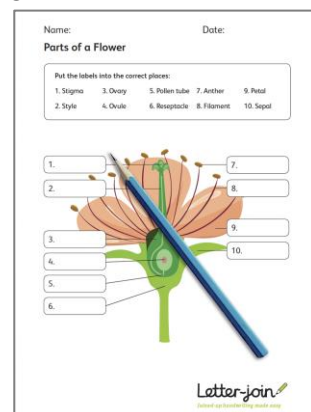 Name: Date:
Parts of a Flower
Put the labels into the correct places:
1. Stigma 3. Ovary 5. Pollen tube 7. Anther 9. Petal
2. Style 4. Ovule 6. Receptacle 8. Filament 10. Sepal
1. 7.
2. 8.
9.
3. 10.
4.
5.
6.
Letter-join